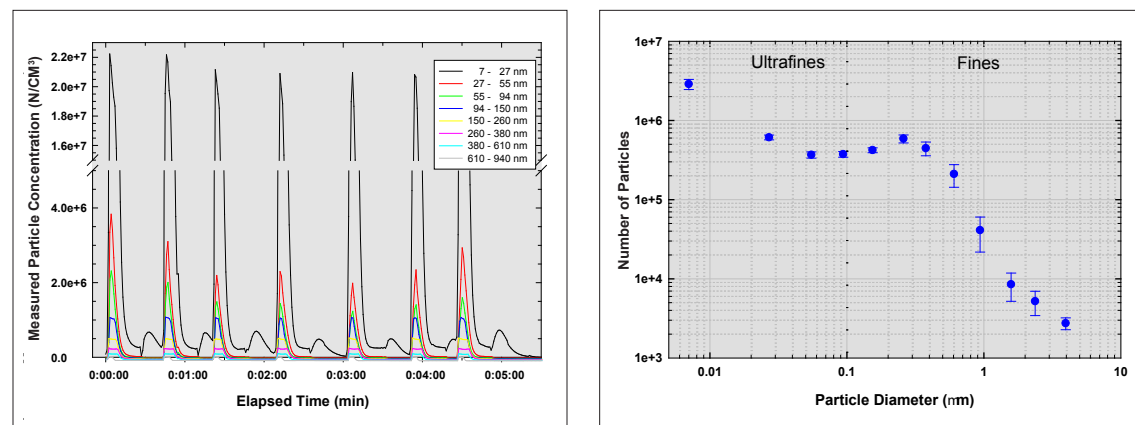 2.2e+7
2.0e+7
1.8e+7
1.6e+7
4.0e+6
2.0e+6
0.0
Measured Particle Concentration (N/CM³)
7 - 27 nm
27 - 55 nm
55 - 94 nm
94 - 150 nm
150 - 260 nm
260 - 380 nm
380 - 610 nm
610 - 940 nm
0:00:00 0:01:00 0:02:00 0:03:00 0:04:00 0:05:00
Elapsed Time (min)
1e+7
1e+6
1e+5
1e+4
1e+3
Number of Particles
Ultrafines Fines
0.01 0.1 1 10
Particle Diameter (mm)